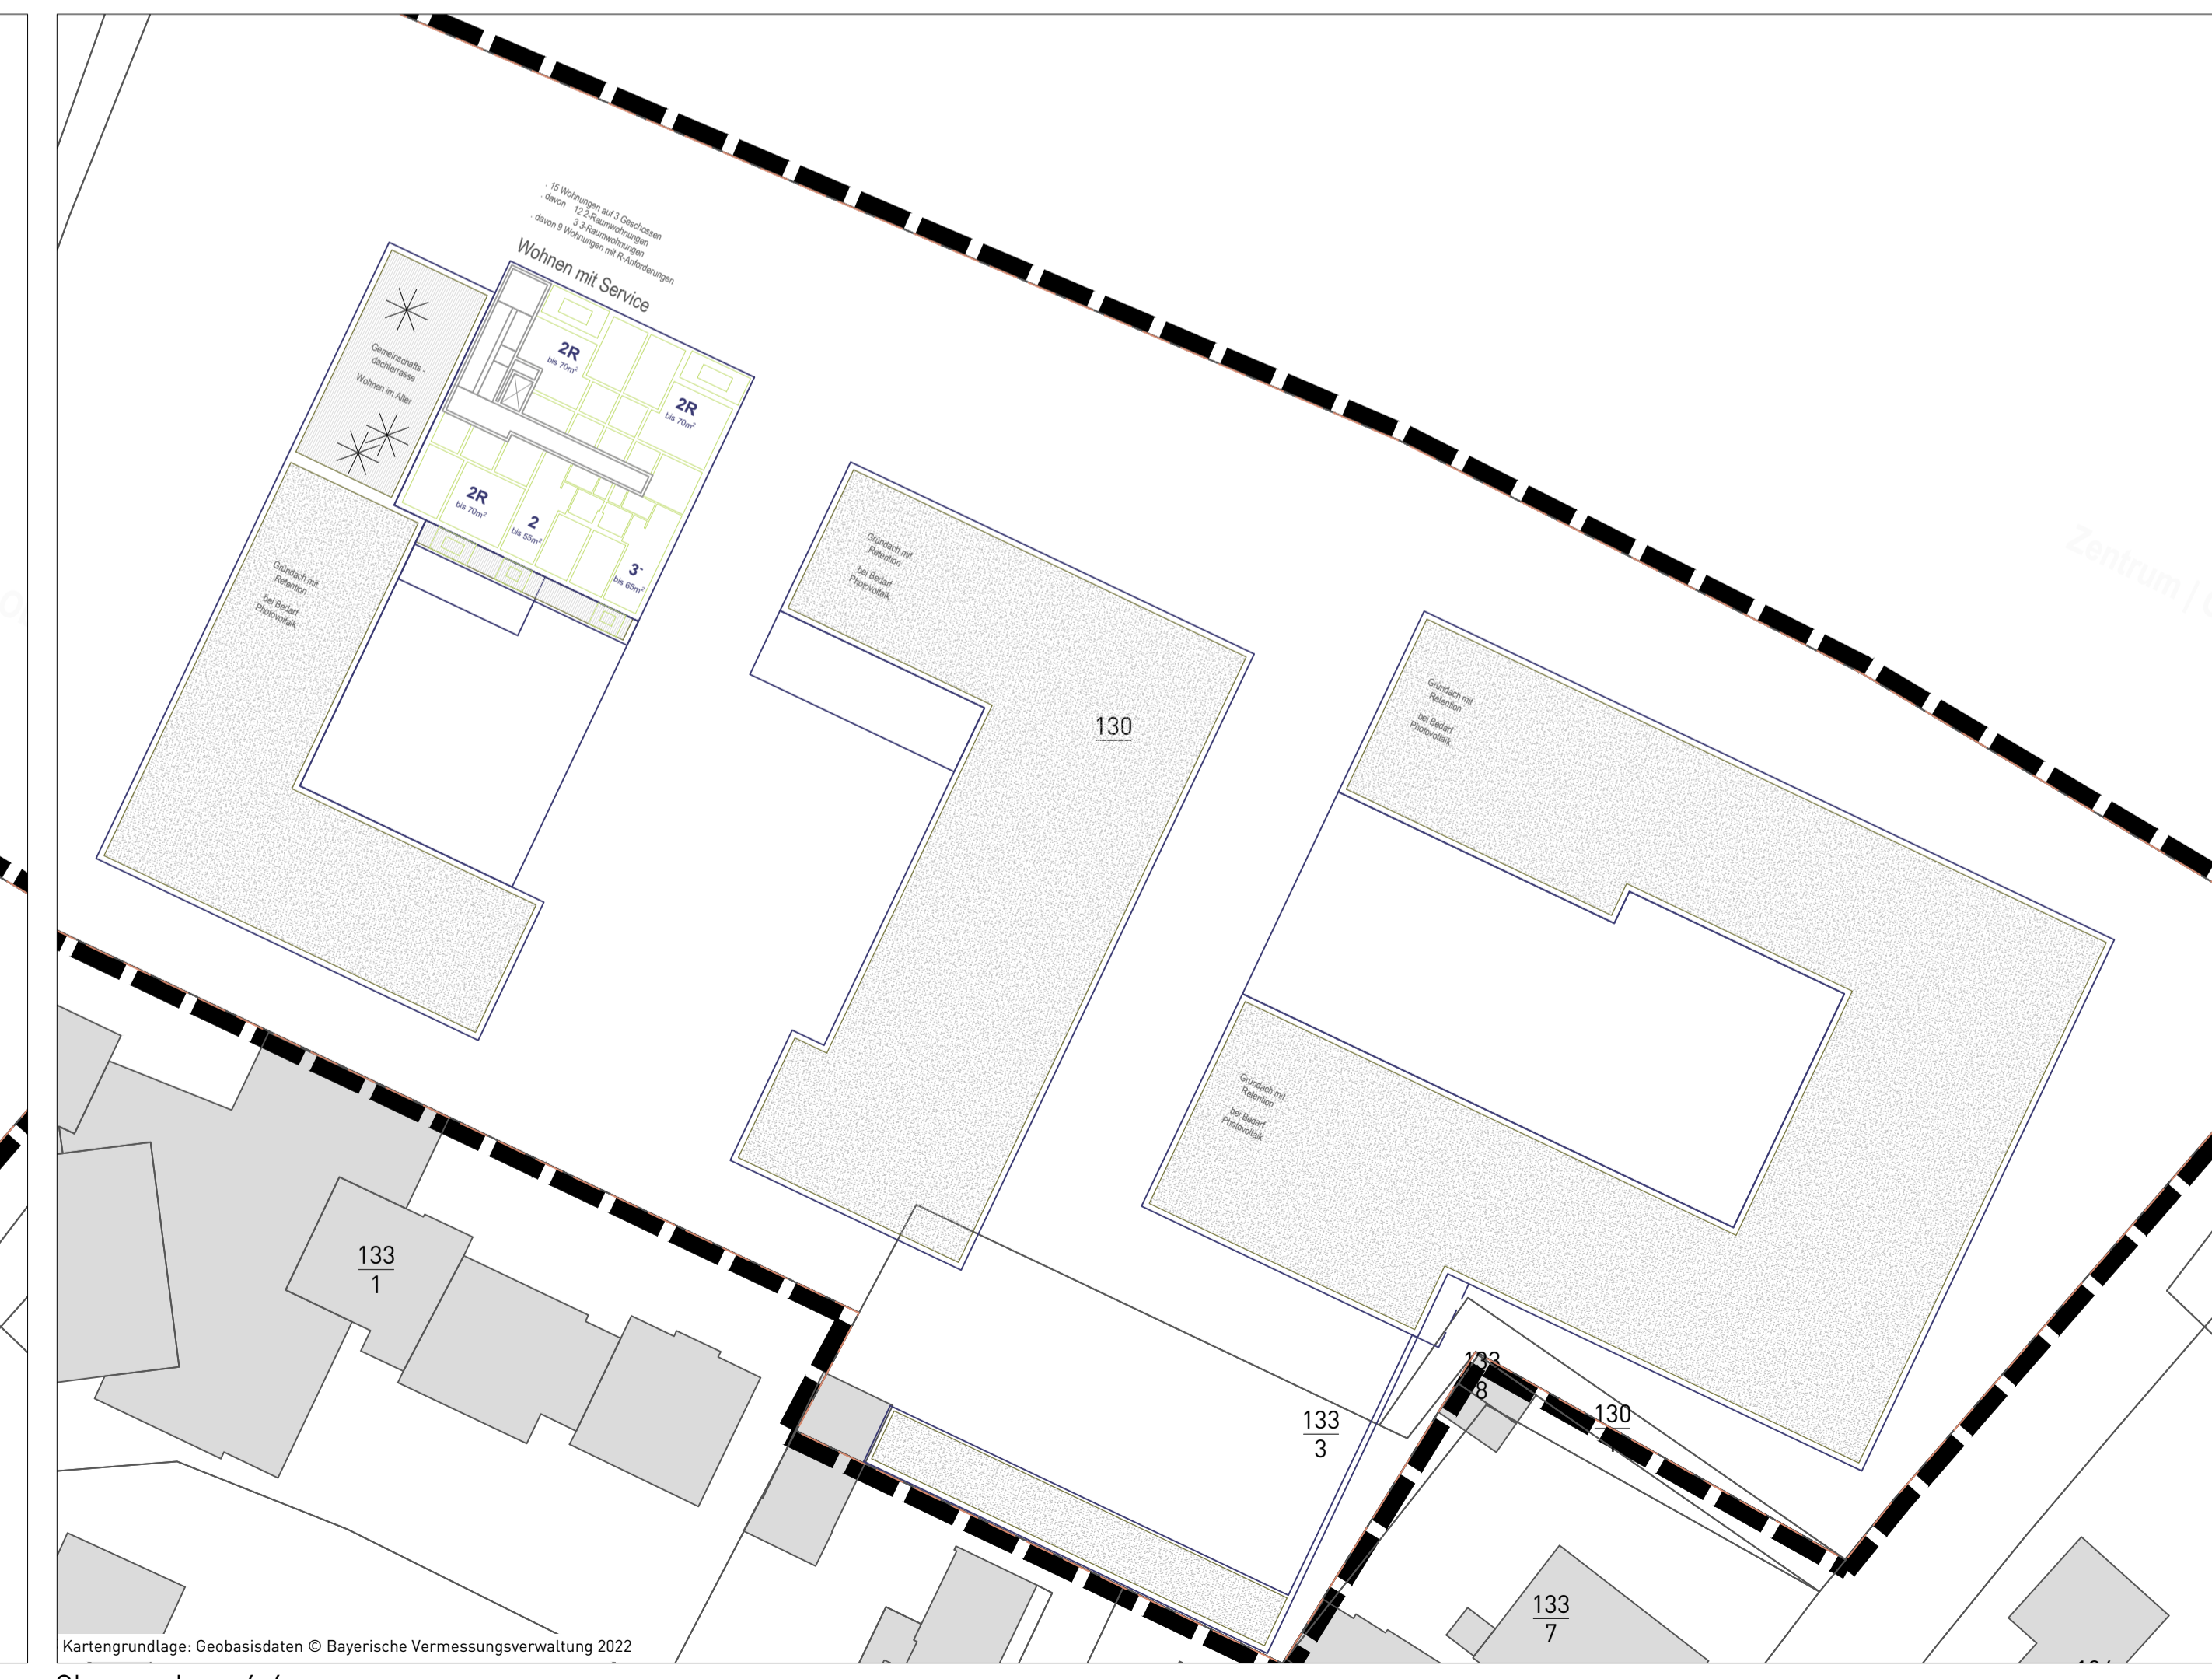 . 15 Wohnungen auf 3 Geschossen
. davon 12 2-Raumwohnungen
3 3-Raumwohnungen
. davon 9 Wohnungen mit R-Anforderungen
Wohnen mit Service
Gemeinschafts -
dachterrasse
Wohnen im Alter
2R
bis 70m²
2R
bis 70m²
2R
bis 70m²
2
bis 55m²
3-
bis 65m²
Gründach mit
Retention
bei Bedarf
Photovoltaik
Gründach mit
Retention
bei Bedarf
Photovoltaik
130
Gründach mit
Retention
bei Bedarf
Photovoltaik
Gründach mit
Retention
bei Bedarf
Photovoltaik
Zentrum |
133
1
133
3
133
8
130
133
7
Kartengrundlage: Geobasisdaten © Bayerische Vermessungsverwaltung 2022